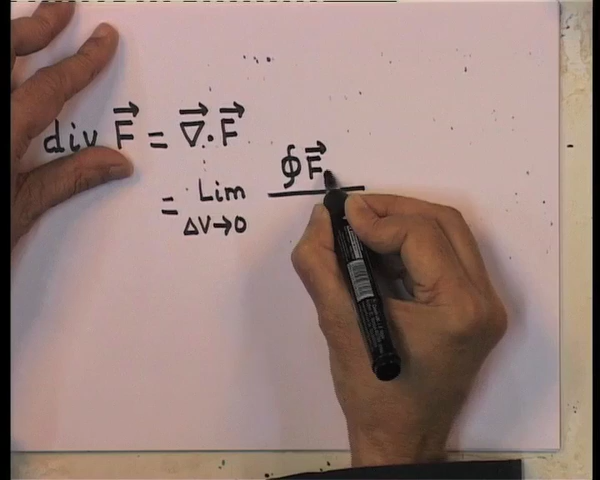 div F⃗ = ∇⃗·F⃗
= Lim ∮F⃗.
ΔV→0